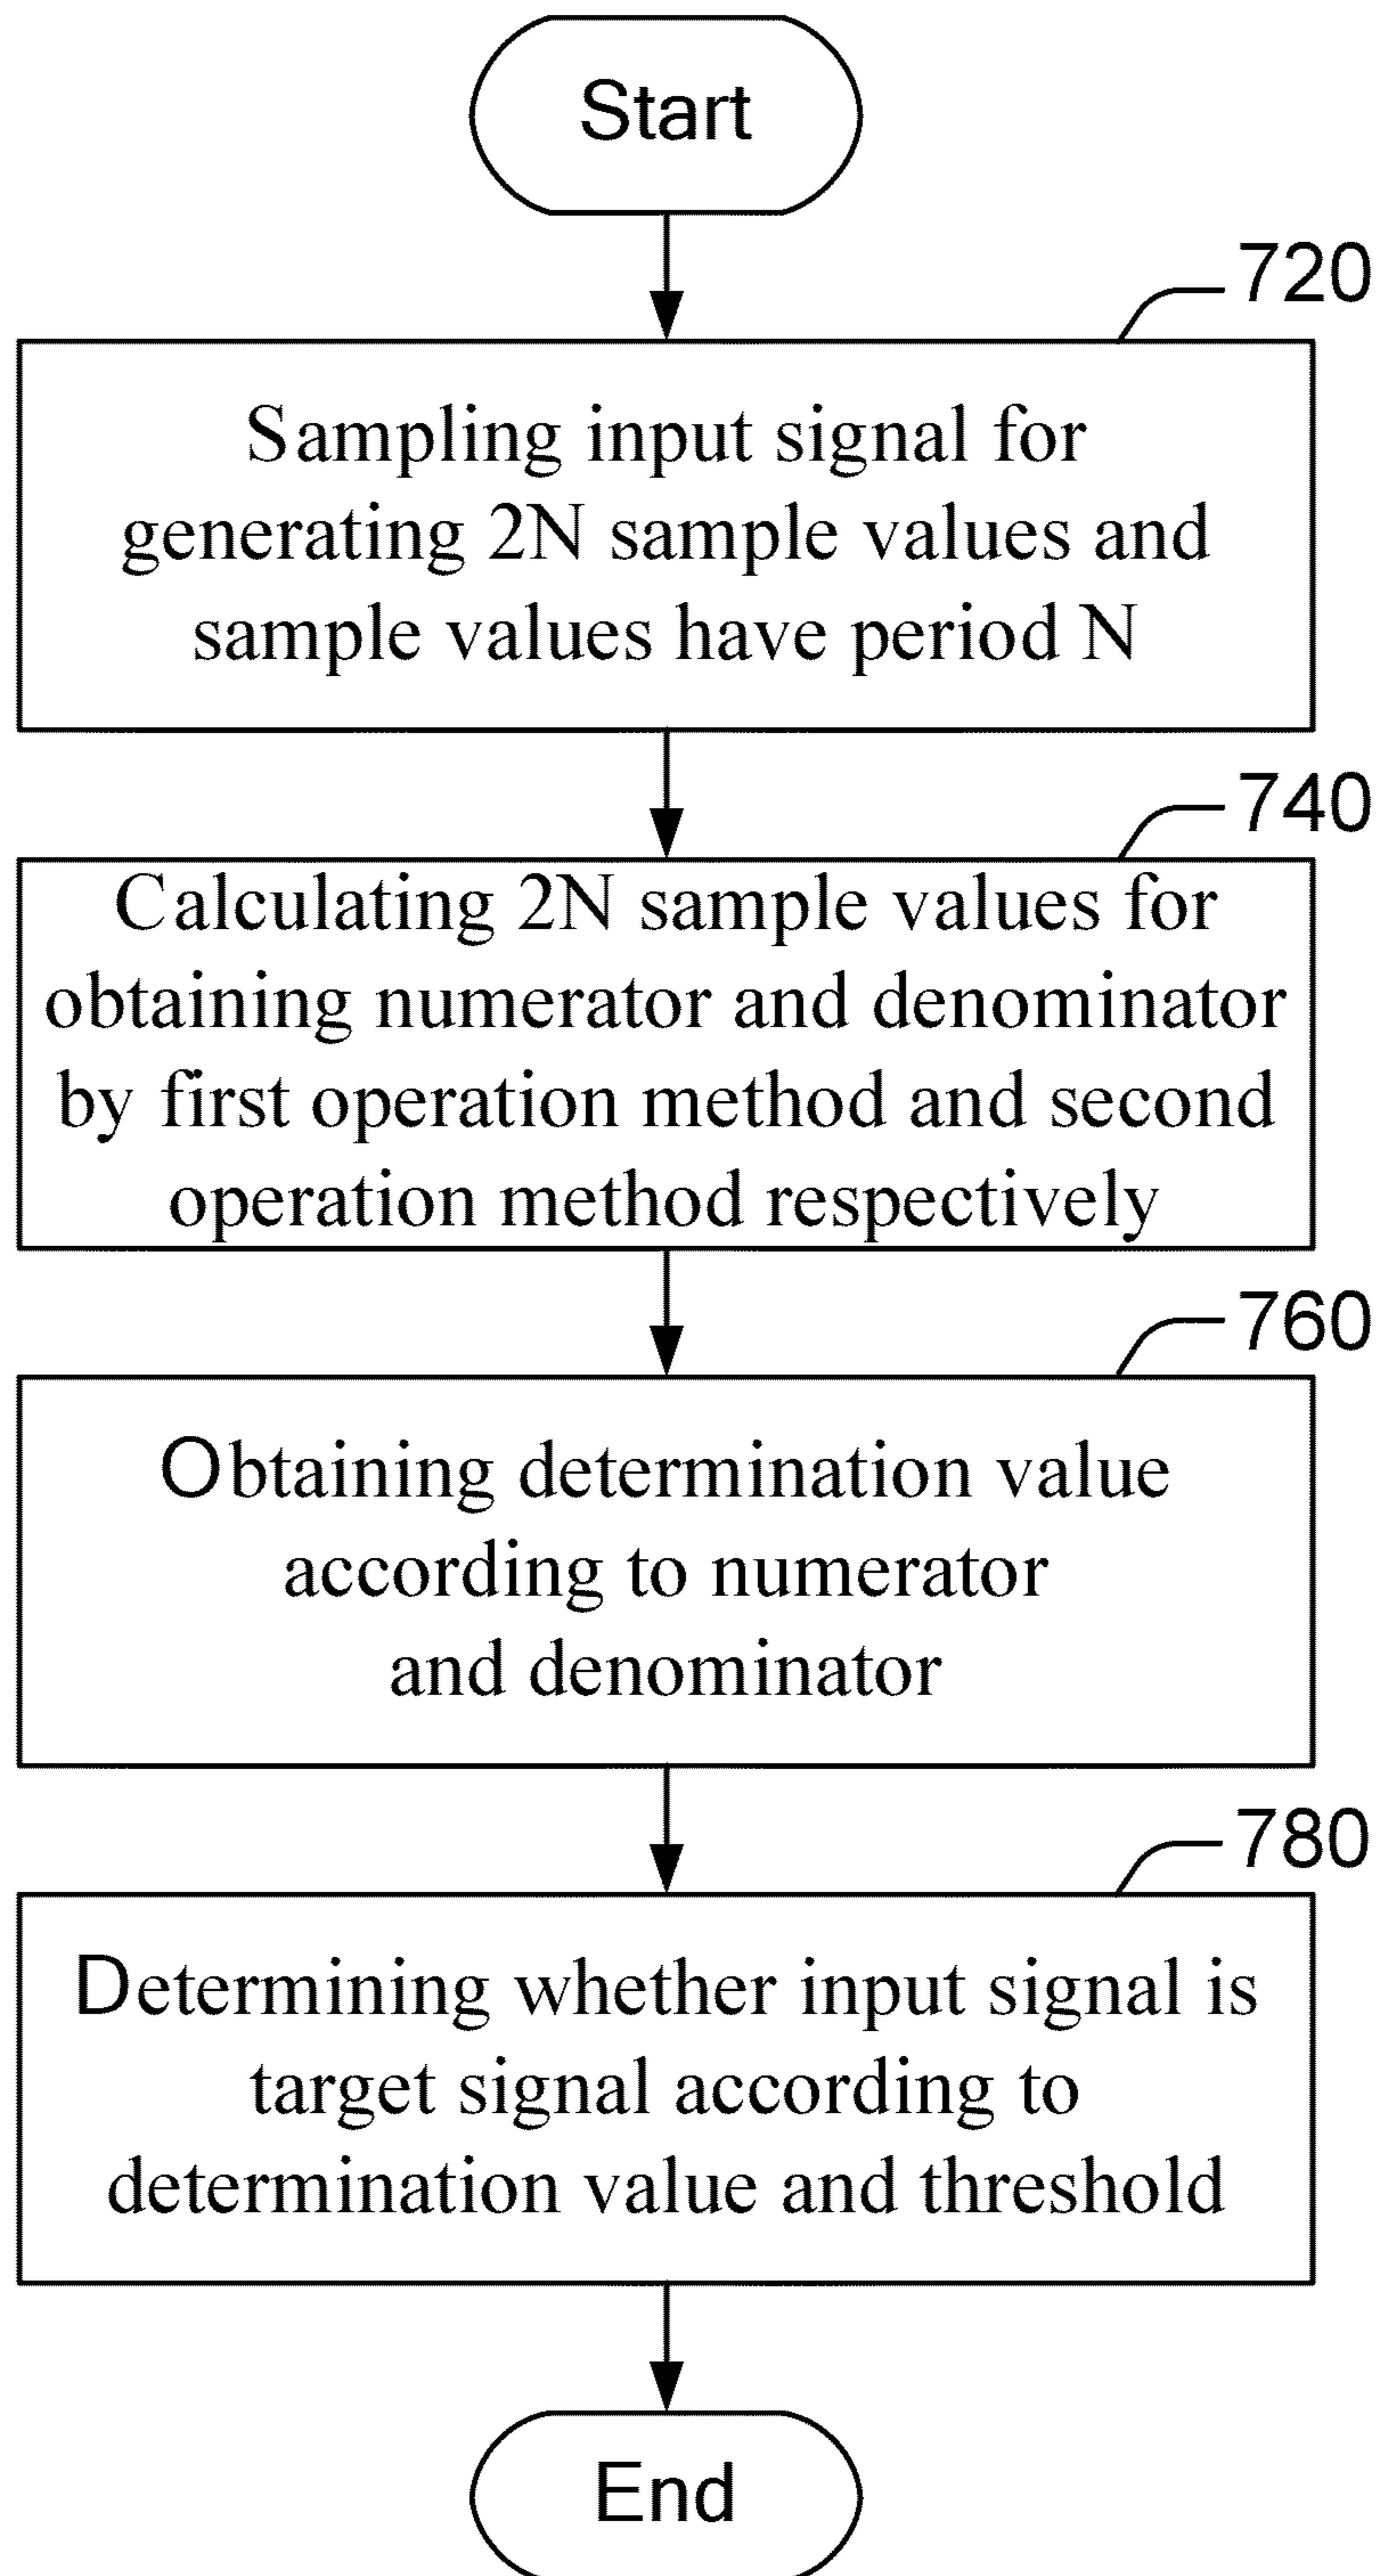 Start
720
Sampling input signal for
generating 2N sample values and
sample values have period N
740
Calculating 2N sample values for
obtaining numerator and denominator
by first operation method and second
operation method respectively
760
Obtaining determination value
according to numerator
and denominator
780
Determining whether input signal is
target signal according to
determination value and threshold
End